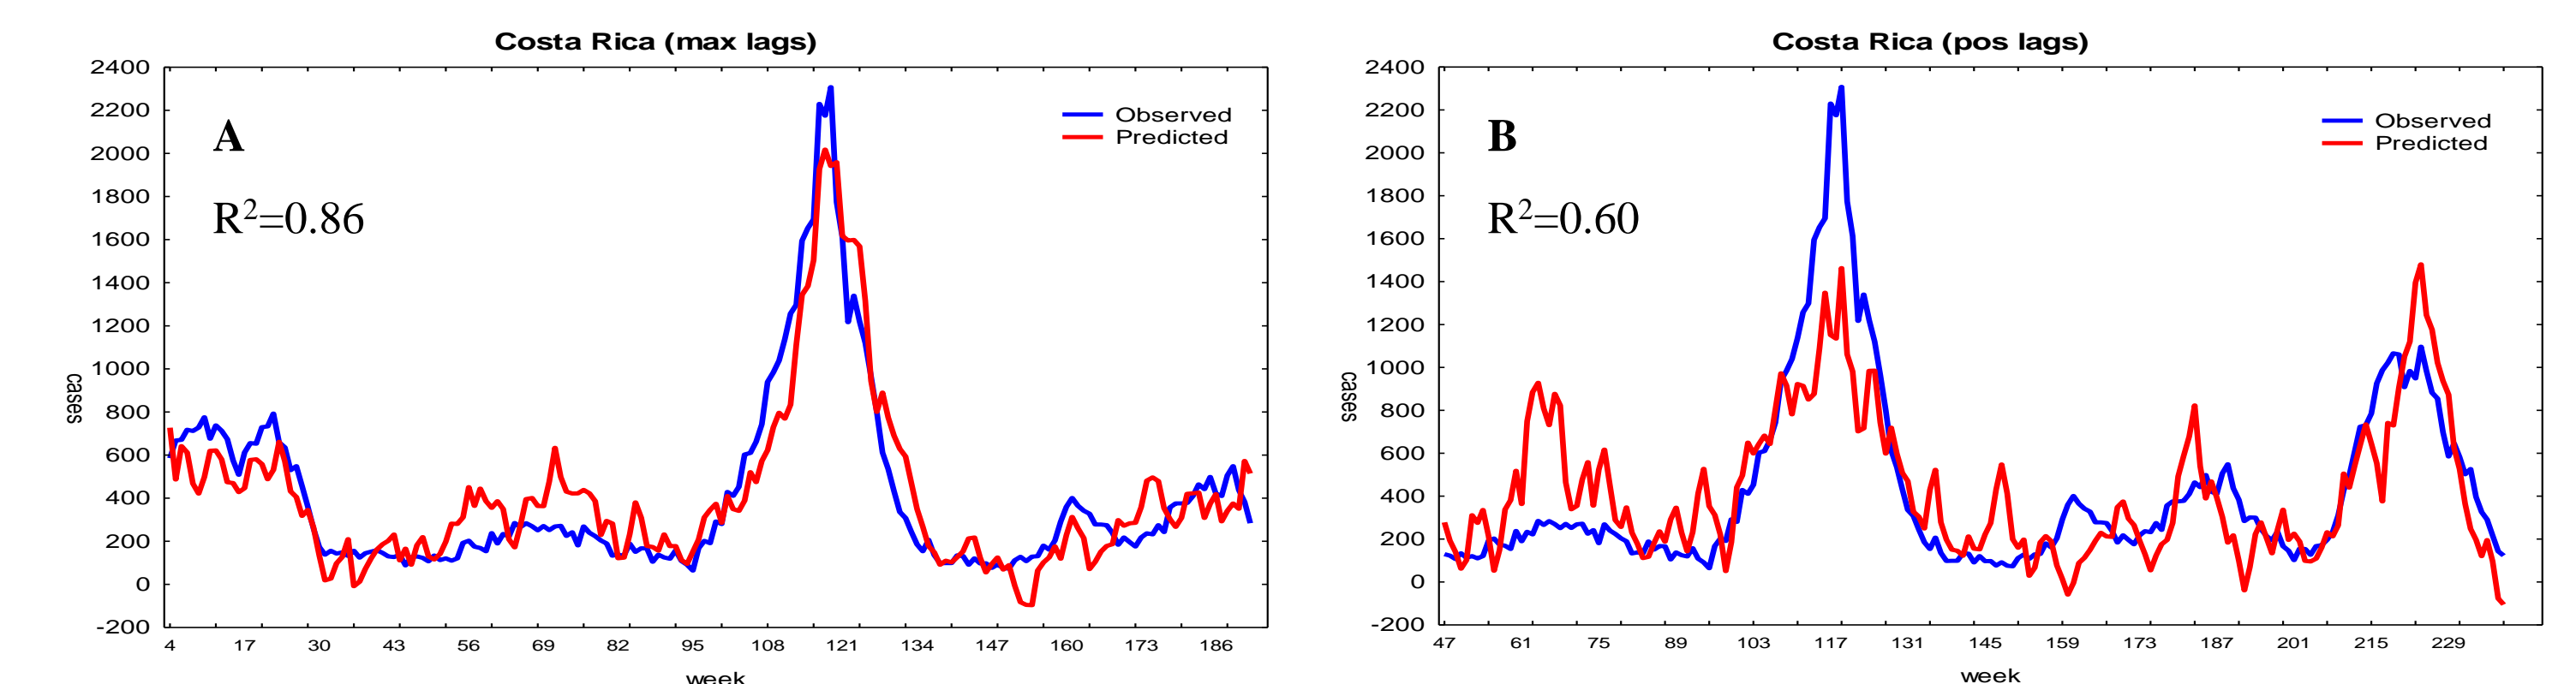 Costa Rica (max lags)
2400
2200
2000
1800
1600
1400
1200
1000
800
600
400
200
0
-200
cases
A
R²=0.86
Observed
Predicted
4 17 30 43 56 69 82 95 108 121 134 147 160 173 186
week
Costa Rica (pos lags)
2400
2200
2000
1800
1600
1400
1200
1000
800
600
400
200
0
-200
cases
B
R²=0.60
Observed
Predicted
47 61 75 89 103 117 131 145 159 173 187 201 215 229
week